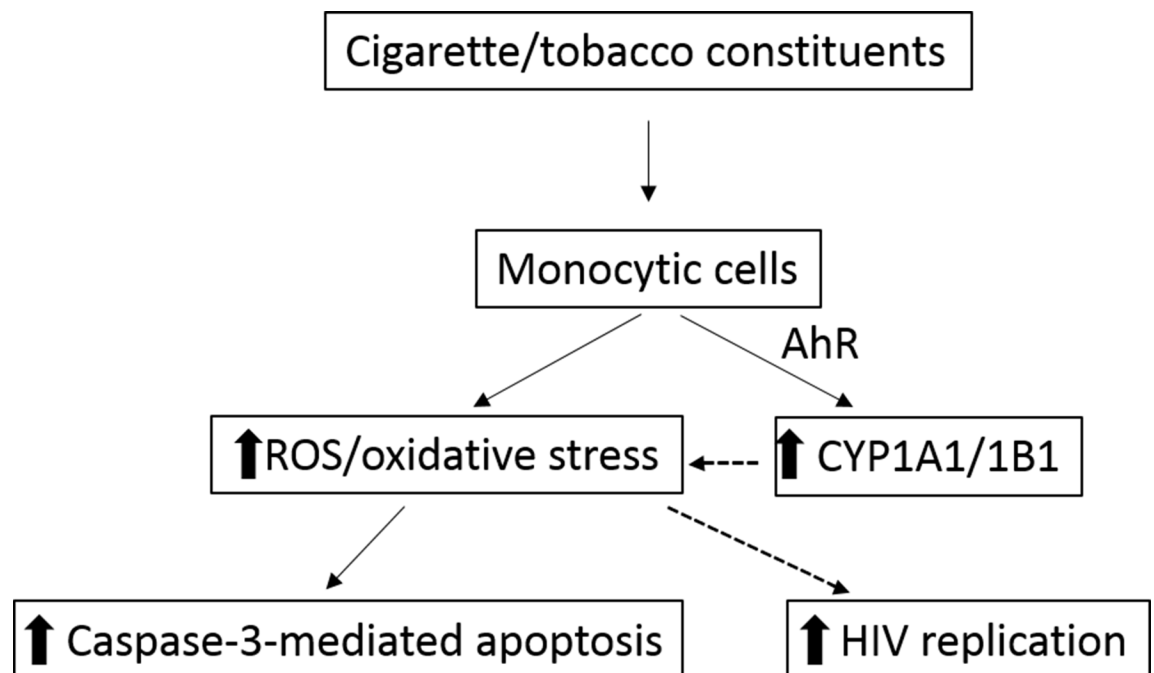 Cigarette/tobacco constituents
Monocytic cells
AhR
ROS/oxidative stress
CYP1A1/1B1
Caspase-3-mediated apoptosis
HIV replication